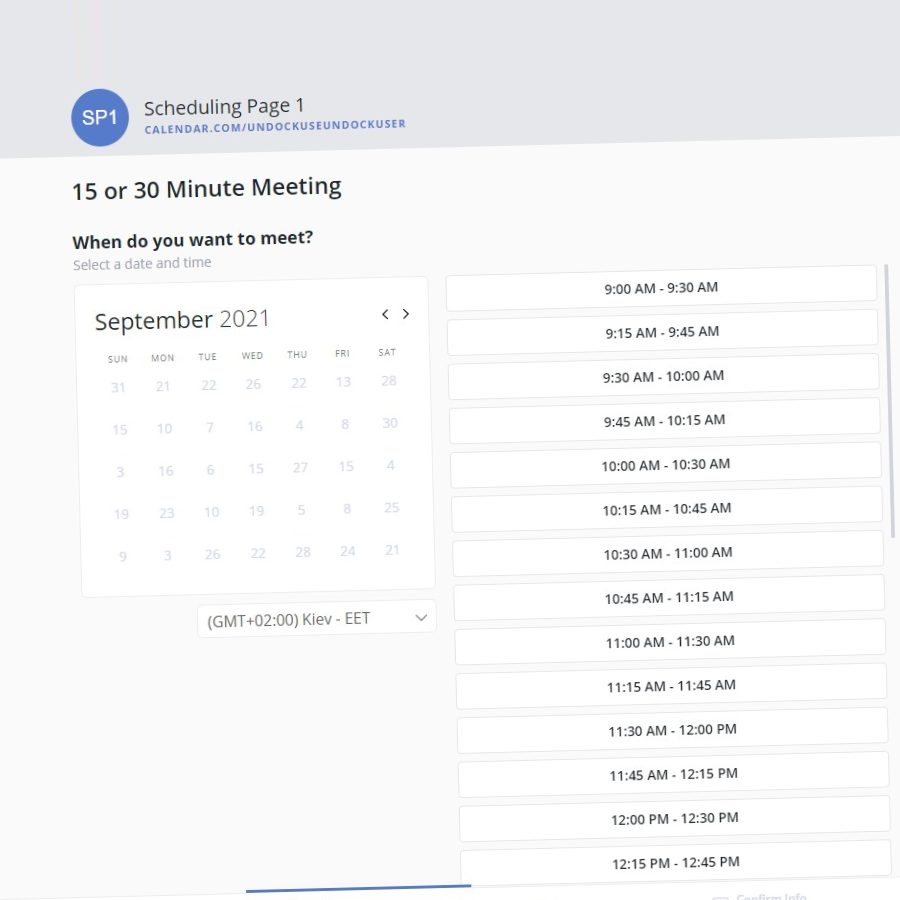 SP1
Scheduling Page 1
CALENDAR.COM/UNDOCKUSEUNDOCKUSER
15 or 30 Minute Meeting
When do you want to meet?
Select a date and time
September 2021
SUN MON TUE WED THU FRI SAT
31 21 22 26 22 13 28
15 10 7 16 4 8 30
3 16 6 15 27 15 4
19 23 10 19 5 8 25
9 3 26 22 28 24 21
(GMT+02:00) Kiev - EET
9:00 AM - 9:30 AM
9:15 AM - 9:45 AM
9:30 AM - 10:00 AM
9:45 AM - 10:15 AM
10:00 AM - 10:30 AM
10:15 AM - 10:45 AM
10:30 AM - 11:00 AM
10:45 AM - 11:15 AM
11:00 AM - 11:30 AM
11:15 AM - 11:45 AM
11:30 AM - 12:00 PM
11:45 AM - 12:15 PM
12:00 PM - 12:30 PM
12:15 PM - 12:45 PM
Confirm Info